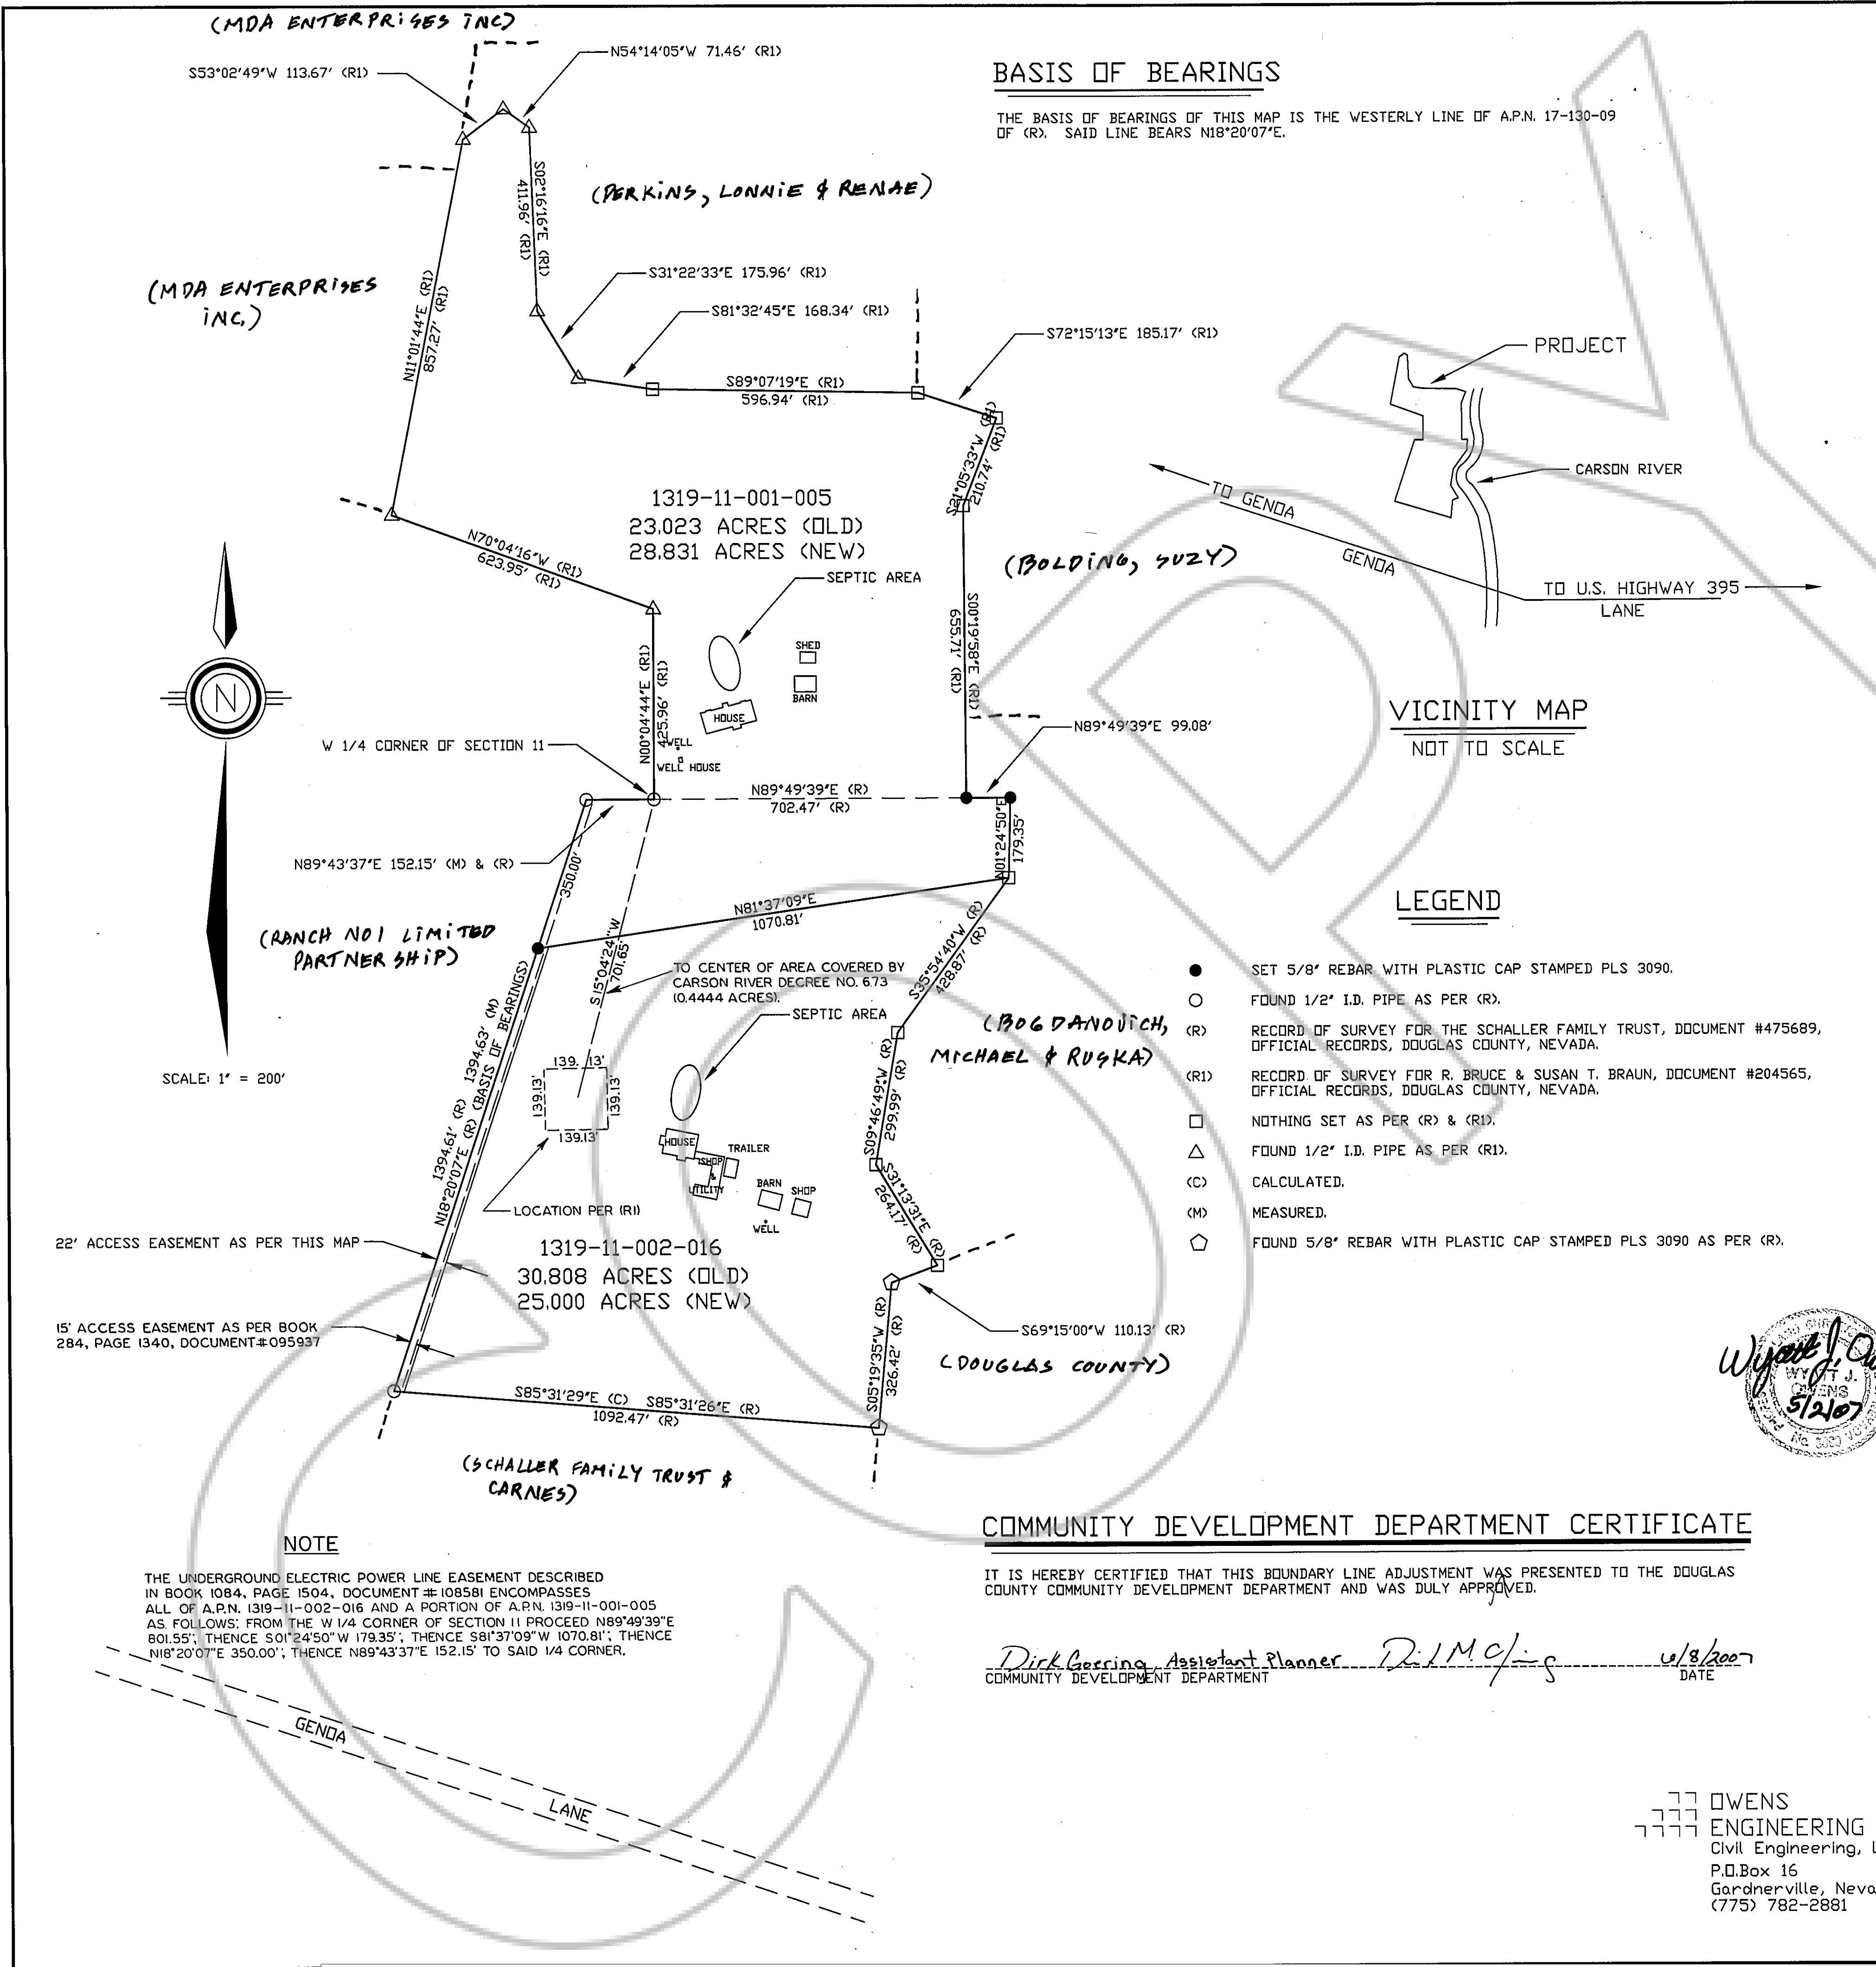 (MDA ENTERPRISES INC)
S53°02'49"W 113.67' (R1)
N54°14'05"W 71.46' (R1)
BASIS OF BEARINGS
THE BASIS OF BEARINGS OF THIS MAP IS THE WESTERLY LINE OF A.P.N. 17-130-09
OF (R). SAID LINE BEARS N18°20'07"E.
S02°16'16"E (R1)
411.96' (R1)
(PERKINS, LONNIE & RENAE)
(MDA ENTERPRISES
INC.)
N11°01'44"E (R1)
857.27' (R1)
S31°22'33"E 175.96' (R1)
S81°32'45"E 168.34' (R1)
S72°15'13"E 185.17' (R1)
S89°07'19"E (R1)
596.94' (R1)
S21°05'33"W (R1)
210.74' (R1)
PROJECT
CARSON RIVER
TO GENOA
GENOA
TO U.S. HIGHWAY 395
LANE
VICINITY MAP
NOT TO SCALE
1319-11-001-005
23.023 ACRES (OLD)
28.831 ACRES (NEW)
N70°04'16"W (R1)
623.95' (R1)
SEPTIC AREA
(BOLDING, SUZY)
SHED
BARN
HOUSE
S00°19'58"E (R1)
655.71' (R1)
N00°04'44"E (R1)
425.96' (R1)
WELL
WELL HOUSE
N
W 1/4 CORNER OF SECTION 11
N89°49'39"E 99.08'
N89°49'39"E (R)
702.47' (R)
N01°24'50"E
179.35'
N89°43'37"E 152.15' (M) & (R)
350.00'
N81°37'09"E
1070.81'
(RANCH NO1 LIMITED
PARTNERSHIP)
S15°04'24"W
701.65'
TO CENTER OF AREA COVERED BY
CARSON RIVER DECREE NO. 673
(0.4444 ACRES).
S35°54'40"W (R)
428.87' (R)
SEPTIC AREA
(BOGDANOVICH,
MICHAEL & RUSKA)
LEGEND
SET 5/8" REBAR WITH PLASTIC CAP STAMPED PLS 3090.
FOUND 1/2" I.D. PIPE AS PER (R).
(R) RECORD OF SURVEY FOR THE SCHALLER FAMILY TRUST, DOCUMENT #475689,
OFFICIAL RECORDS, DOUGLAS COUNTY, NEVADA.
(R1) RECORD OF SURVEY FOR R. BRUCE & SUSAN T. BRAUN, DOCUMENT #204565,
OFFICIAL RECORDS, DOUGLAS COUNTY, NEVADA.
NOTHING SET AS PER (R) & (R1).
FOUND 1/2" I.D. PIPE AS PER (R1).
(C) CALCULATED.
(M) MEASURED.
FOUND 5/8" REBAR WITH PLASTIC CAP STAMPED PLS 3090 AS PER (R).
SCALE: 1" = 200'
1394.61' (R) 1394.63' (M)
N18°20'07"E (R) (BASIS OF BEARINGS)
139.13'
139.13'
139.13'
139.13'
S09°46'49"W (R)
299.99' (R)
HOUSE
SHOP
&
UTILITY
TRAILER
BARN
SHOP
WELL
LOCATION PER (R1)
S31°13'31"E (R)
264.17' (R)
22' ACCESS EASEMENT AS PER THIS MAP
1319-11-002-016
30.808 ACRES (OLD)
25.000 ACRES (NEW)
15' ACCESS EASEMENT AS PER BOOK
284, PAGE 1340, DOCUMENT#095937
S05°19'35"W (R)
326.42' (R)
S69°15'00"W 110.13' (R)
(DOUGLAS COUNTY)
S85°31'29"E (C) S85°31'26"E (R)
1092.47' (R)
(SCHALLER FAMILY TRUST &
CARNES)
Wyatt J.
WYATT J.
OWENS
5/2/07
No. 3090
NOTE
THE UNDERGROUND ELECTRIC POWER LINE EASEMENT DESCRIBED
IN BOOK 1084, PAGE 1504, DOCUMENT #108581 ENCOMPASSES
ALL OF A.P.N. 1319-11-002-016 AND A PORTION OF A.P.N. 1319-11-001-005
AS FOLLOWS: FROM THE W 1/4 CORNER OF SECTION 11 PROCEED N89°49'39"E
801.55'; THENCE S01°24'50"W 179.35'; THENCE S81°37'09"W 1070.81'; THENCE
N18°20'07"E 350.00'; THENCE N89°43'37"E 152.15' TO SAID 1/4 CORNER.
COMMUNITY DEVELOPMENT DEPARTMENT CERTIFICATE
IT IS HEREBY CERTIFIED THAT THIS BOUNDARY LINE ADJUSTMENT WAS PRESENTED TO THE DOUGLAS
COUNTY COMMUNITY DEVELOPMENT DEPARTMENT AND WAS DULY APPROVED.
Dirk Goering, Assistant Planner 6/8/2007
COMMUNITY DEVELOPMENT DEPARTMENT DATE
GENOA
LANE
OWENS
ENGINEERING
Civil Engineering,
P.O.Box 16
Gardnerville, Neva
(775) 782-2881
COPY